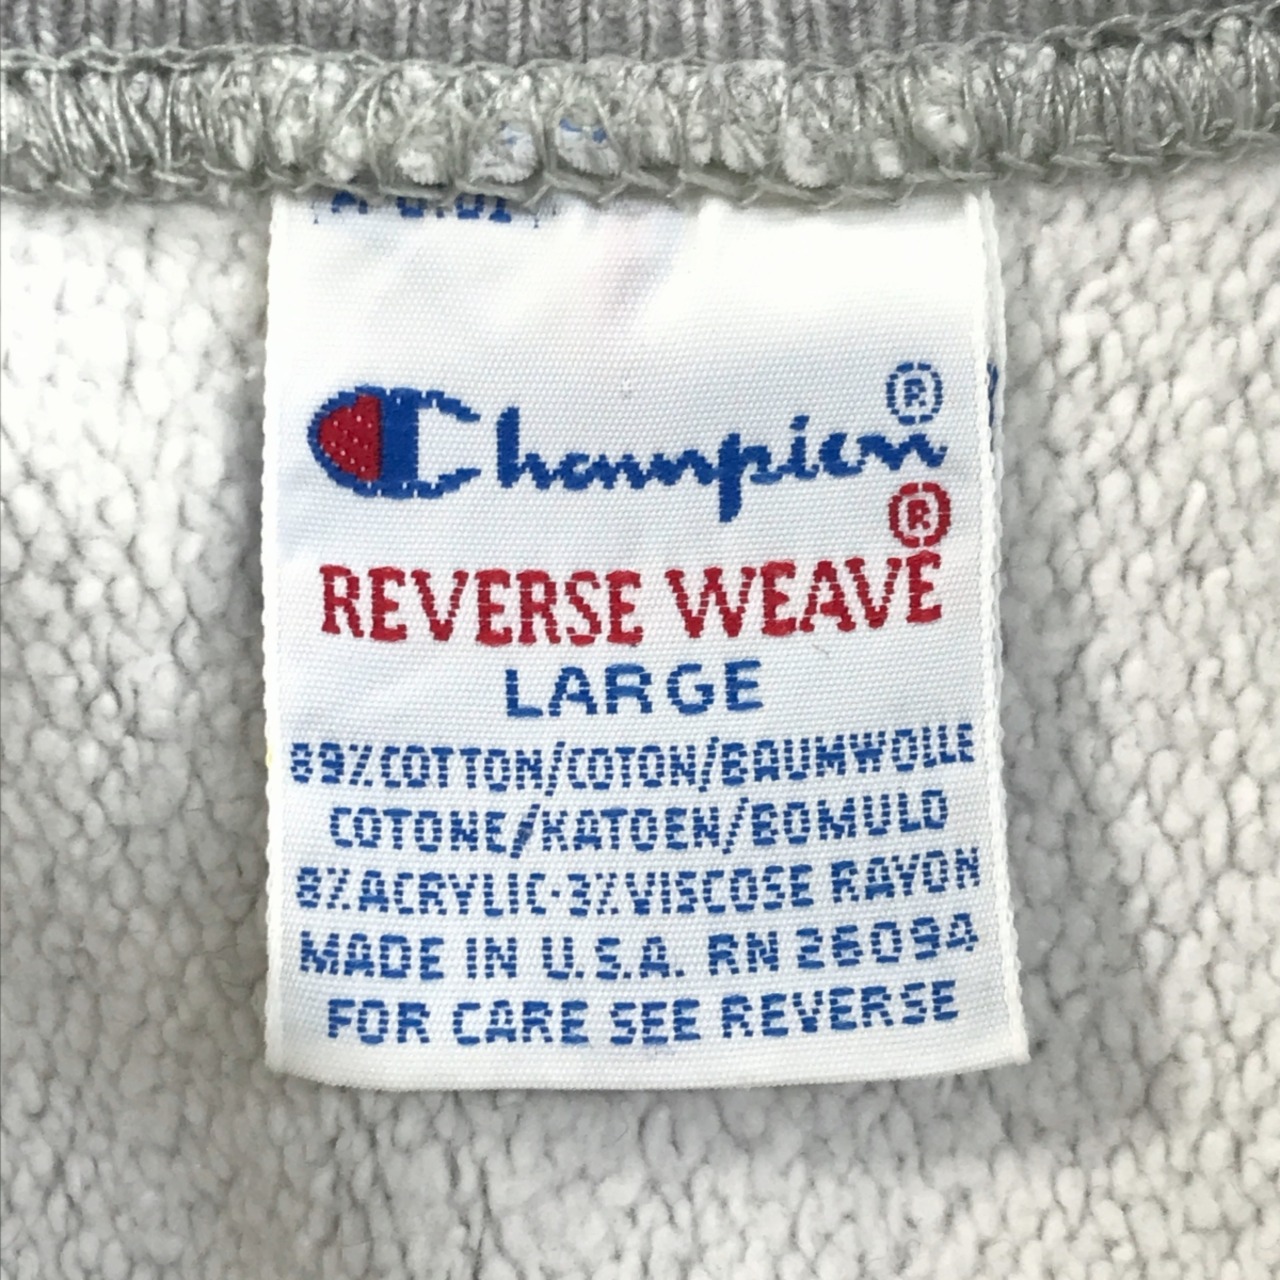 Champion®
REVERSE WEAVE®
LARGE
89%COTTON/COTON/BAUMWOLLE
COTONE/KATOEN/BOMULD
8%ACRYLIC·3%VISCOSE RAYON
MADE IN U.S.A. RN 26094
FOR CARE SEE REVERSE